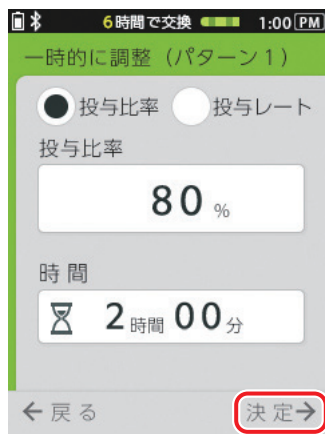 6時間で交換 1:00 PM
一時的に調整（パターン1）
投与比率 投与レート
投与比率
80 %
時間
2 時間 00 分
←戻る 決定→